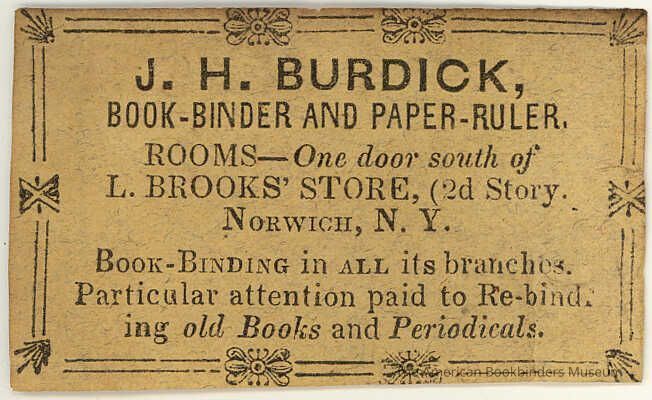 J. H. BURDICK,
BOOK-BINDER AND PAPER-RULER.
ROOMS—One door south of
L. BROOKS' STORE, (2d Story.
NORWICH, N. Y.
BOOK-BINDING in ALL its branches.
Particular attention paid to Re-bind-
ing old Books and Periodicals.
American Bookbinders Museum